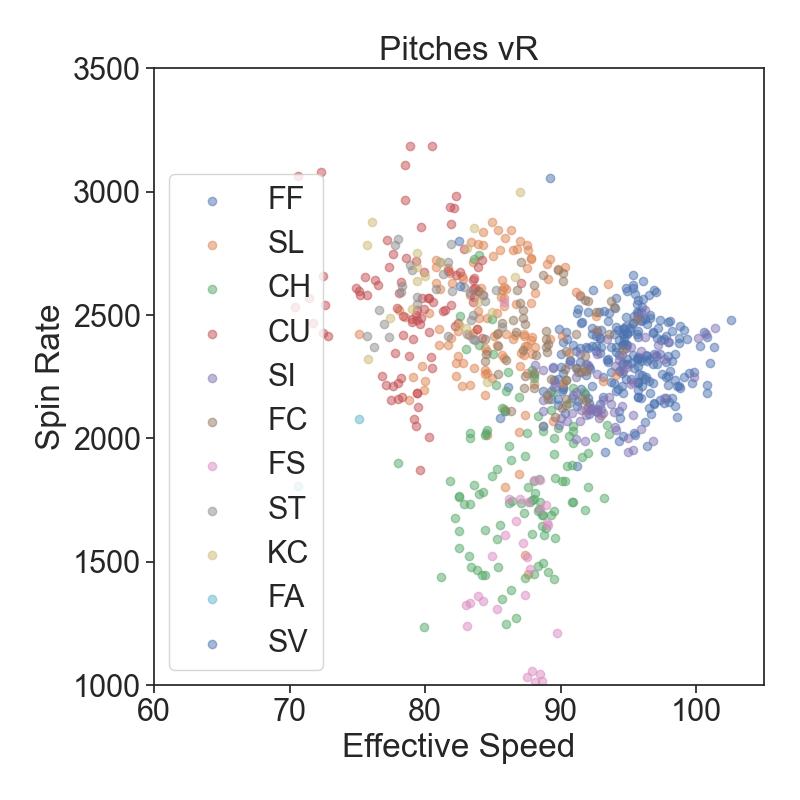 Pitches vR
3500
3000
2500
2000
1500
1000
Spin Rate
FF
SL
CH
CU
SI
FC
FS
ST
KC
FA
SV
60 70 80 90 100
Effective Speed